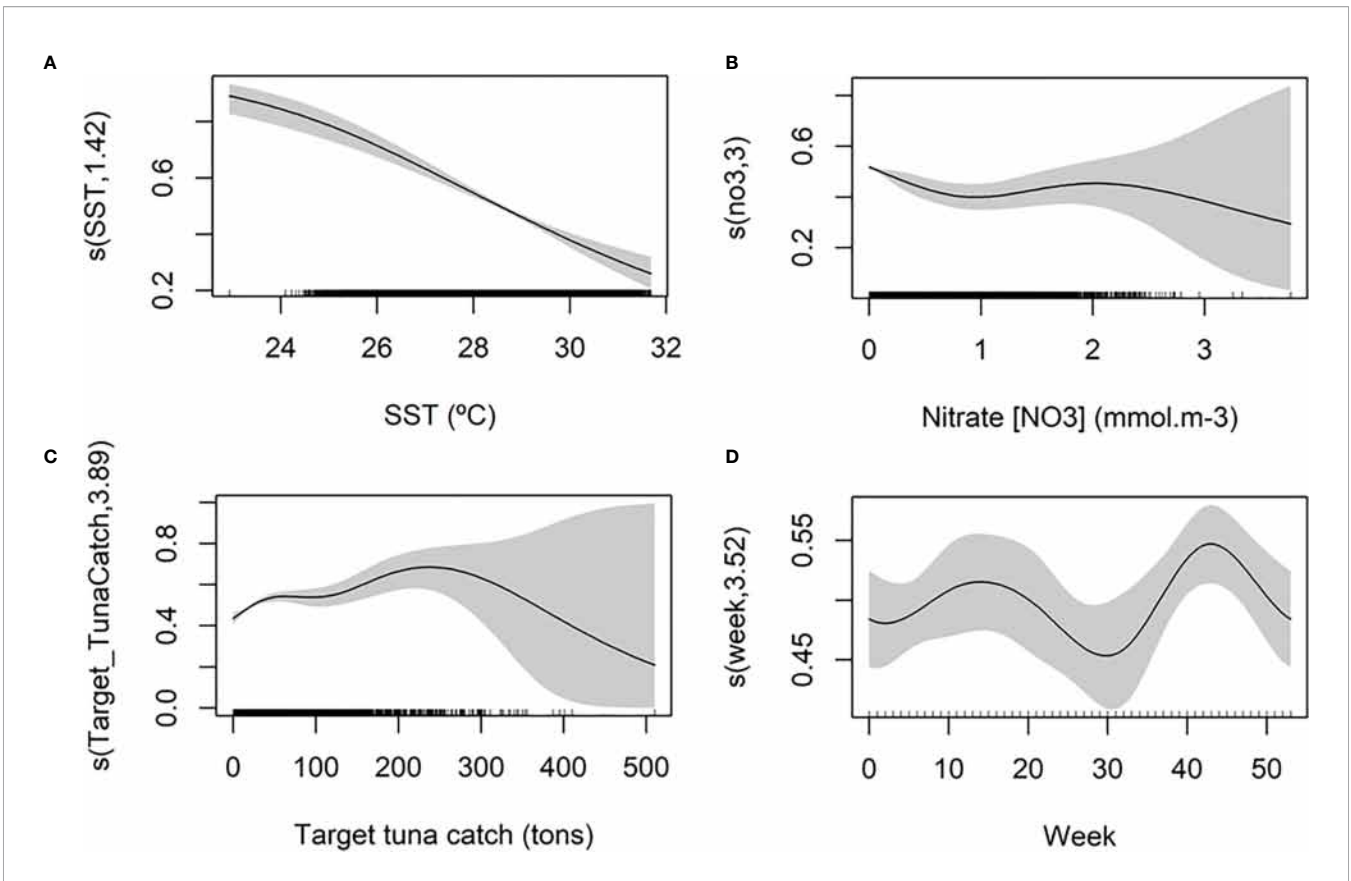 A
s(SST,1.42)
0.6
0.2
24 26 28 30 32
SST (ºC)
B
s(no3,3)
0.6
0.2
0 1 2 3
Nitrate [NO3] (mmol.m-3)
C
s(Target_TunaCatch,3.89)
0.8
0.4
0.0
0 100 200 300 400 500
Target tuna catch (tons)
D
s(week,3.52)
0.55
0.45
0 10 20 30 40 50
Week